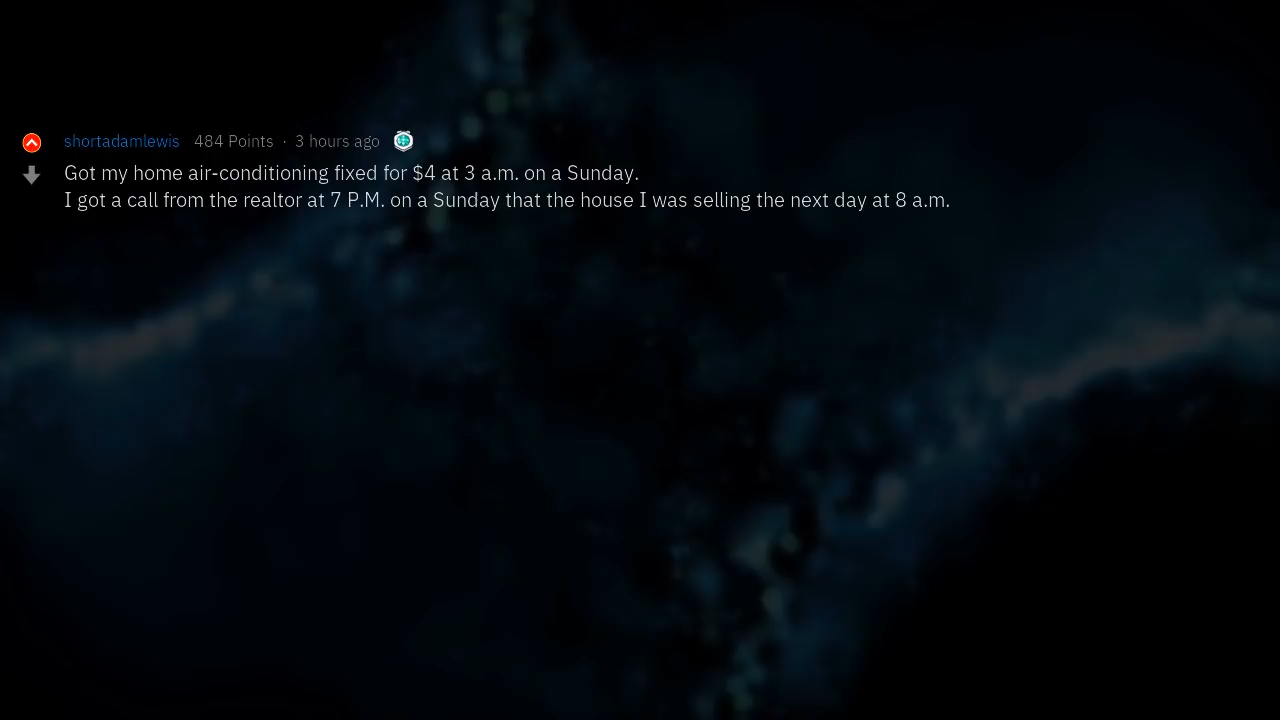 shortadamlewis 484 Points · 3 hours ago
Got my home air-conditioning fixed for $4 at 3 a.m. on a Sunday.
I got a call from the realtor at 7 P.M. on a Sunday that the house I was selling the next day at 8 a.m.